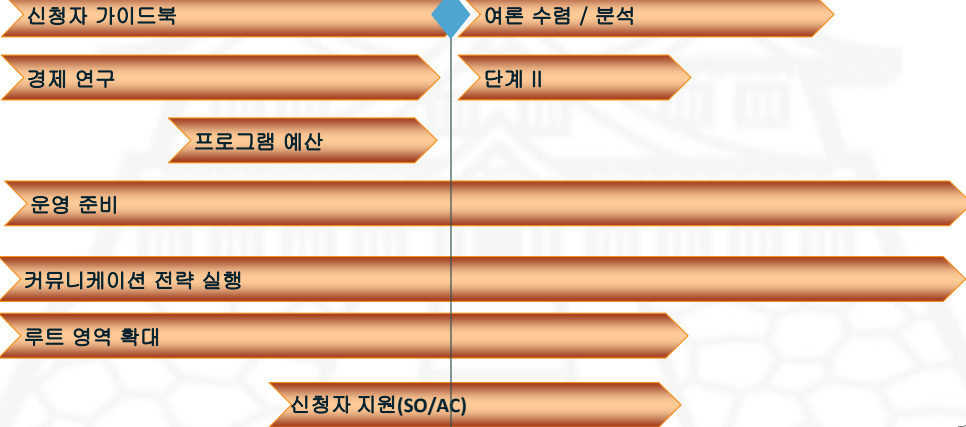 신청자 가이드북
여론 수렴 / 분석
경제 연구
단계 II
프로그램 예산
운영 준비
커뮤니케이션 전략 실행
루트 영역 확대
신청자 지원(SO/AC)